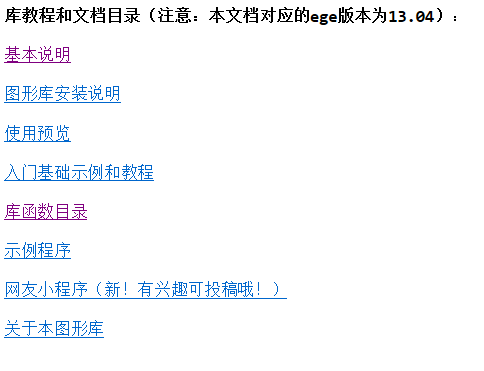 库教程和文档目录（注意：本文档对应的ege版本为13.04）：
基本说明
图形库安装说明
使用预览
入门基础示例和教程
库函数目录
示例程序
网友小程序（新！有兴趣可投稿哦！）
关于本图形库